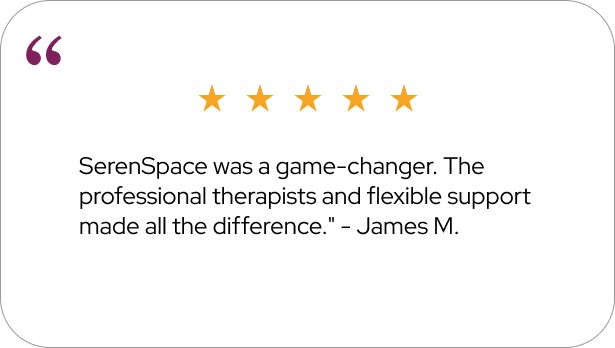 “
SerenSpace was a game-changer. The
professional therapists and flexible support
made all the difference." - James M.